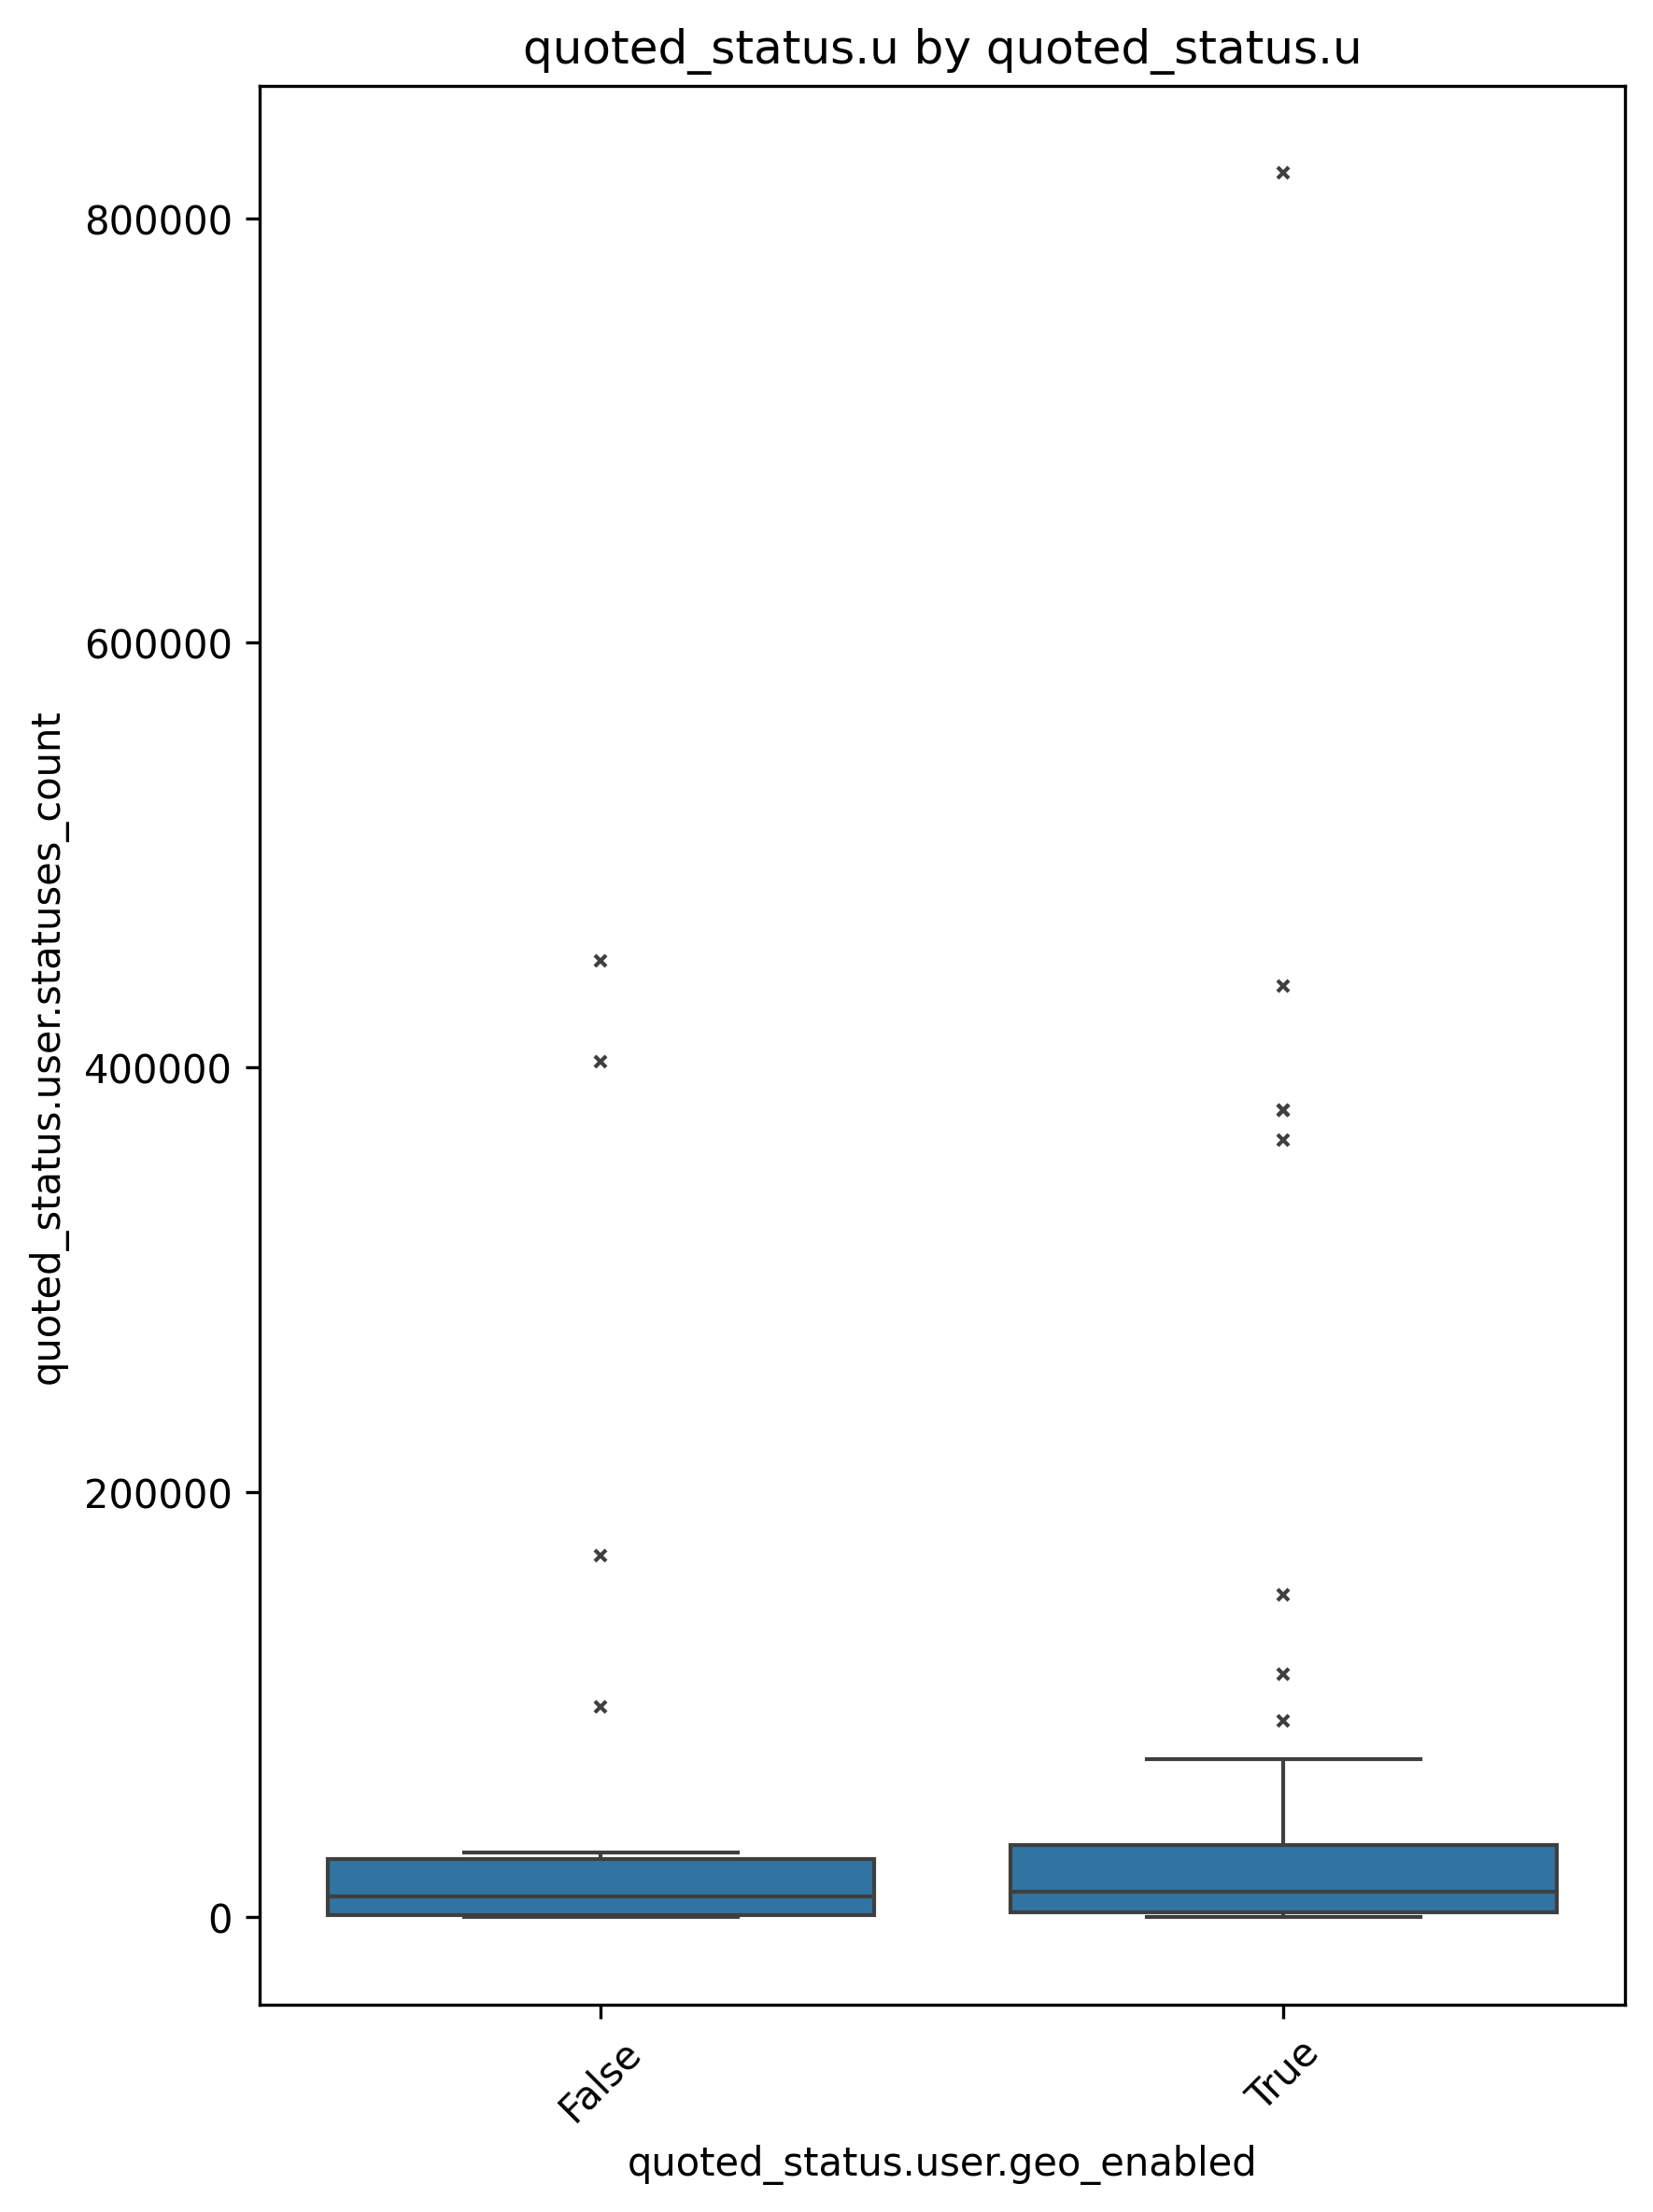 quoted_status.u by quoted_status.u
800000
600000
400000
200000
0
quoted_status.user.statuses_count
False
True
quoted_status.user.geo_enabled